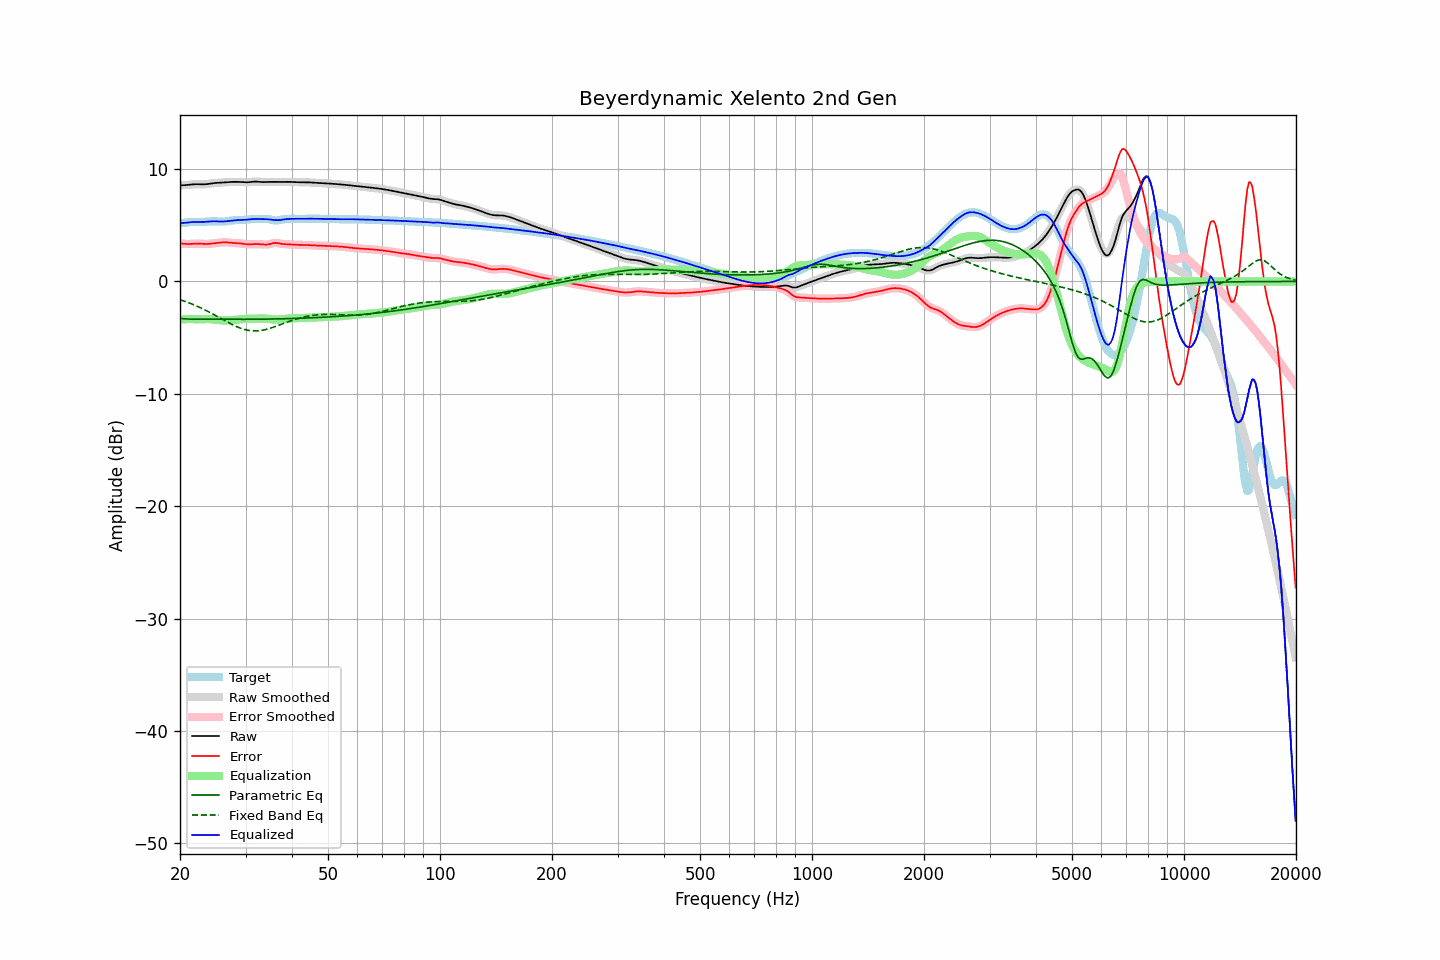 Beyerdynamic Xelento 2nd Gen
10
0
−10
−20
−30
−40
−50
Amplitude (dBr)
Target
Raw Smoothed
Error Smoothed
Raw
Error
Equalization
Parametric Eq
Fixed Band Eq
Equalized
20 50 100 200 500 1000 2000 5000 10000 20000
Frequency (Hz)